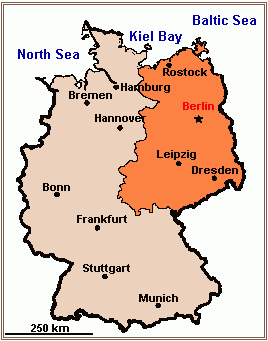 Baltic Sea
Kiel Bay
North Sea
Rostock
Hamburg
Bremen
Berlin
Hannover
Leipzig
Dresden
Bonn
Frankfurt
Stuttgart
Munich
250 km